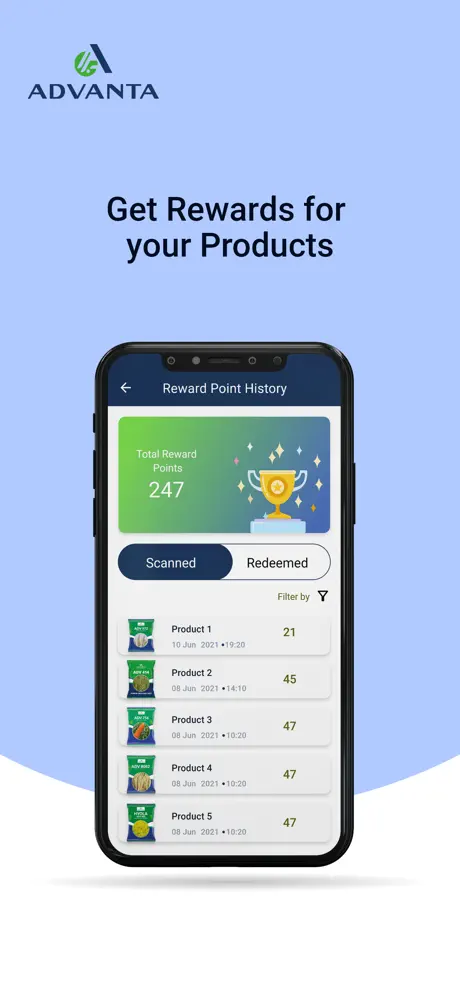 ADVANTA
Get Rewards for
your Products
Reward Point History
Total Reward
Points
247
Scanned
Redeemed
Filter by
Product 1
10 Jun 2021 •19:20
21
Product 2
08 Jun 2021 •14:10
45
ADV 714
Product 3
08 Jun 2021 •10:20
47
Product 4
08 Jun 2021 •10:20
47
HYOLA
Product 5
08 Jun 2021 •10:20
47